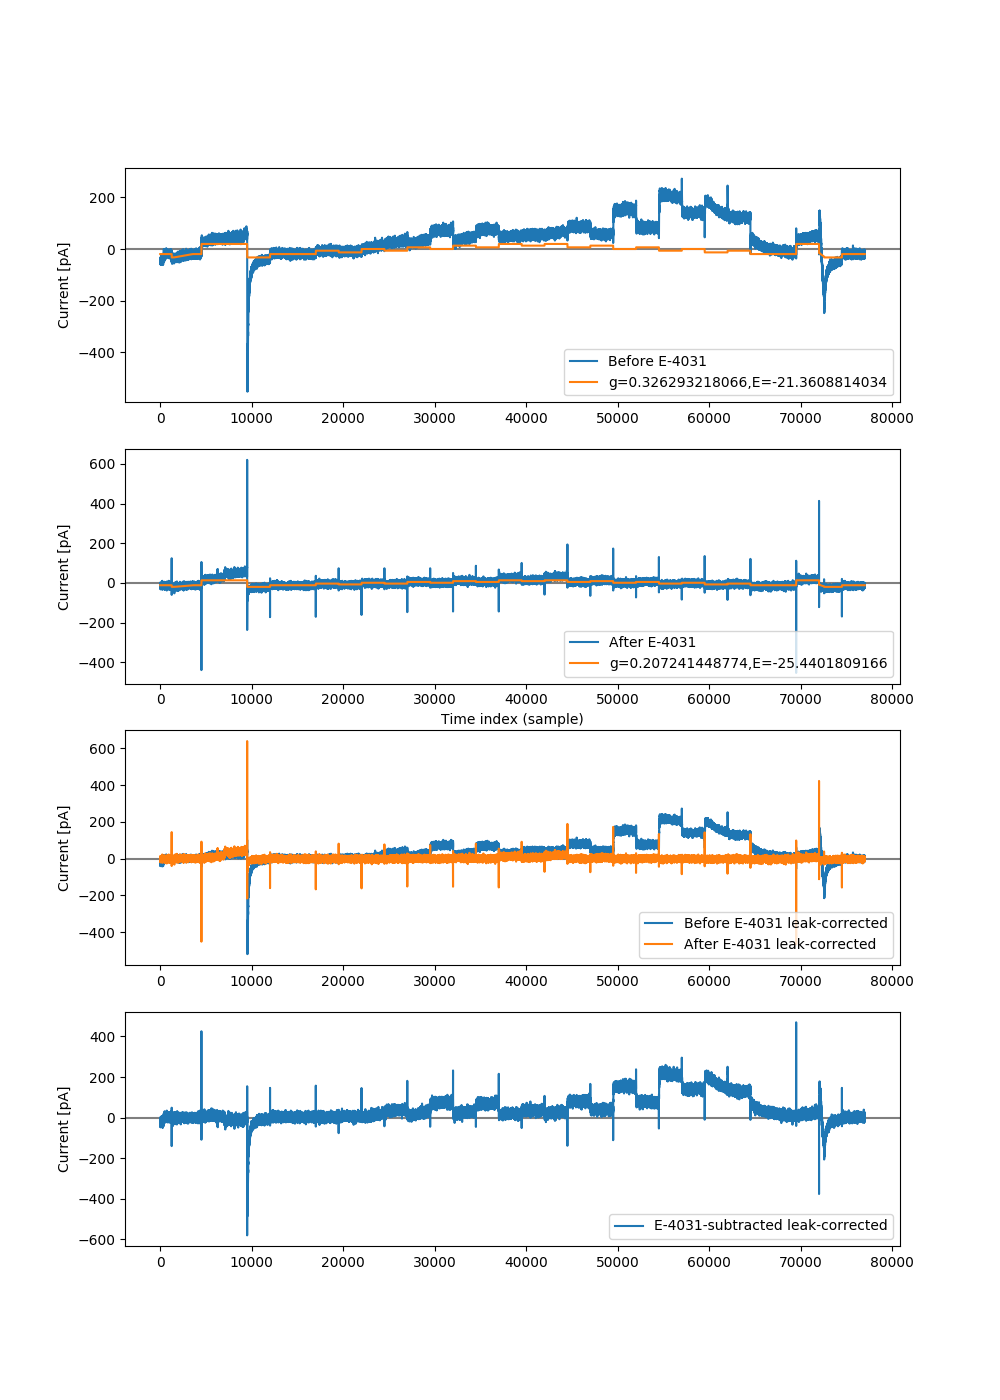 200
0
−200
−400
Current [pA]
Before E-4031
g=0.326293218066,E=-21.3608814034
0 10000 20000 30000 40000 50000 60000 70000 80000
600
400
200
0
−200
−400
Current [pA]
After E-4031
g=0.207241448774,E=-25.4401809166
0 10000 20000 30000 40000 50000 60000 70000 80000
Time index (sample)
600
400
200
0
−200
−400
Current [pA]
Before E-4031 leak-corrected
After E-4031 leak-corrected
0 10000 20000 30000 40000 50000 60000 70000 80000
400
200
0
−200
−400
−600
Current [pA]
E-4031-subtracted leak-corrected
0 10000 20000 30000 40000 50000 60000 70000 80000